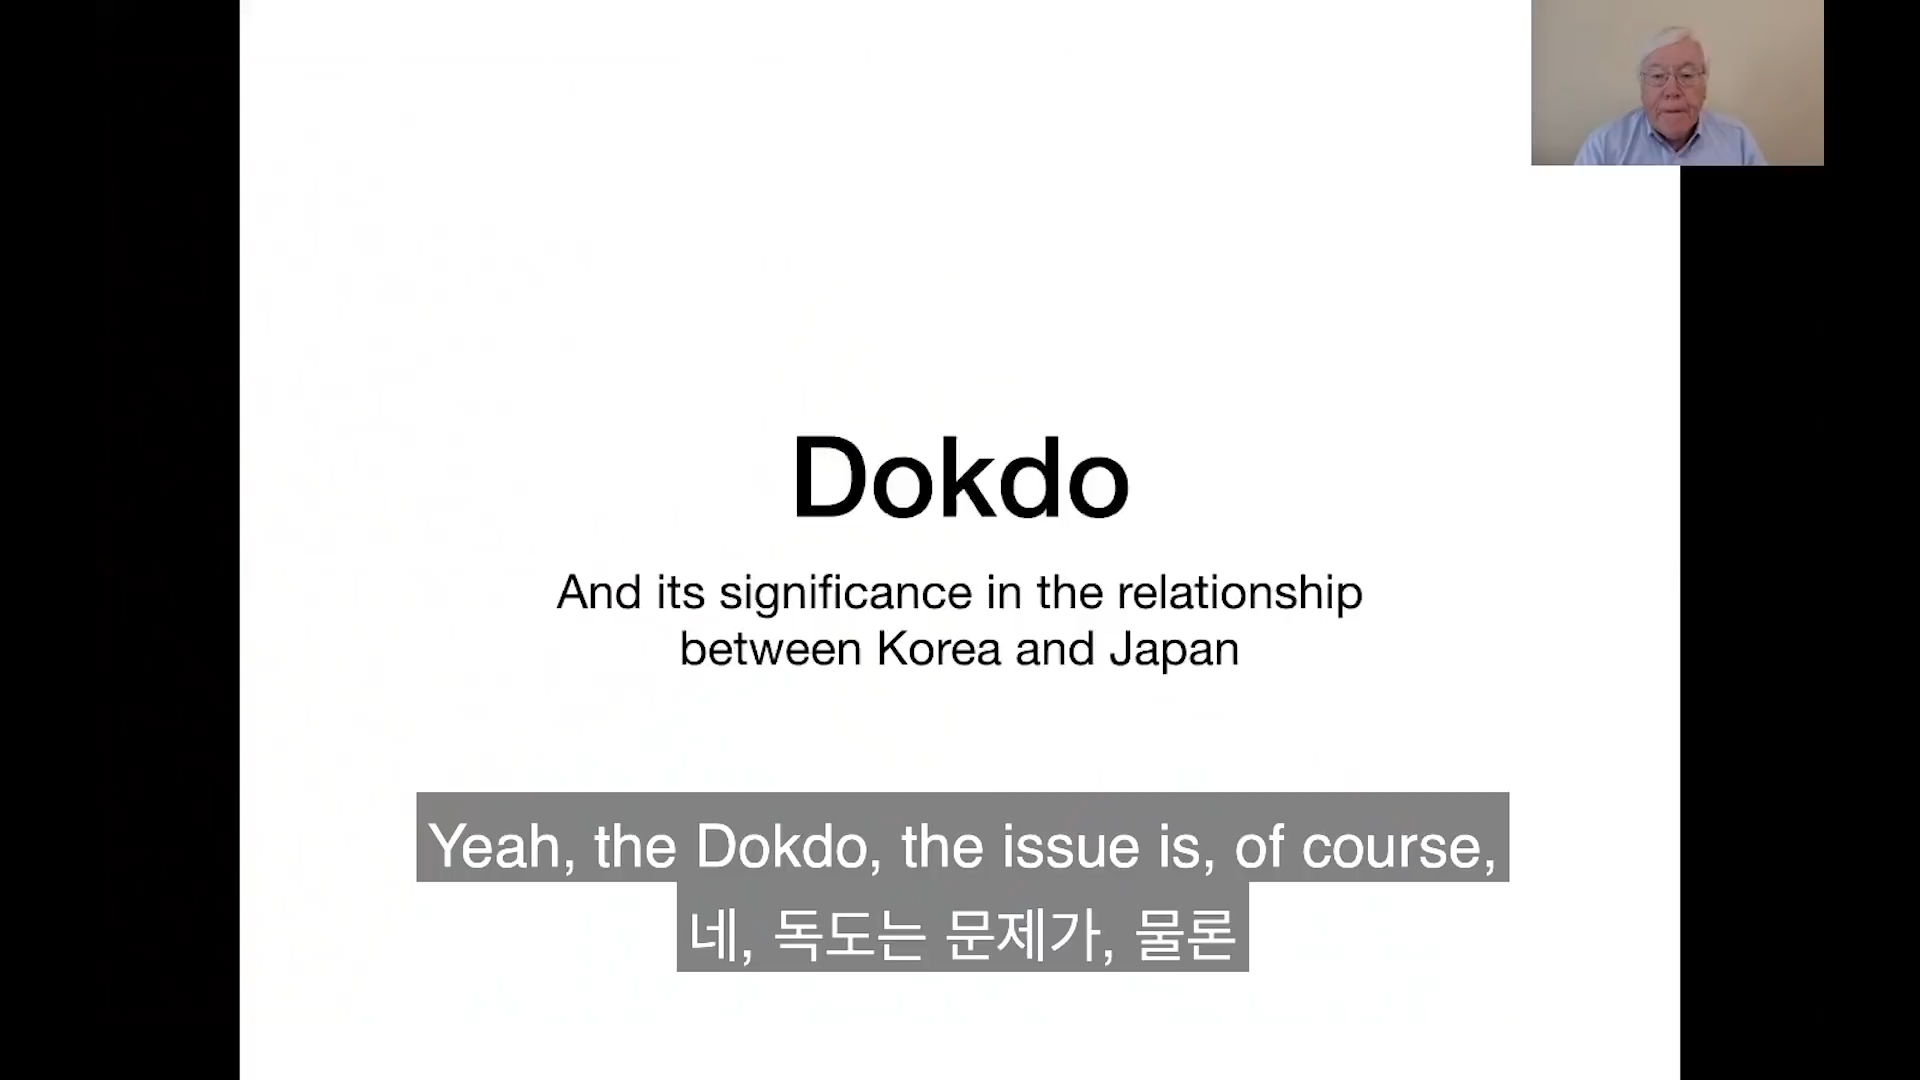 Dokdo
And its significance in the relationship
between Korea and Japan
Yeah, the Dokdo, the issue is, of course,
네, 독도는 문제가, 물론